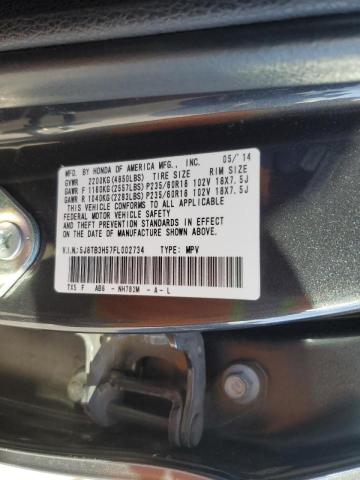 MFD. BY HONDA OF AMERICA MFG., INC. 05/'14
GVWR 2200KG(4850LBS) TIRE SIZE RIM SIZE
GAWR F 1160KG(2557LBS) P235/60R18 102V 18X7.5J
GAWR R 1040KG(2293LBS) P235/60R18 102V 18X7.5J
THIS VEHICLE CONFORMS TO ALL APPLICABLE
FEDERAL MOTOR VEHICLE SAFETY
AND THEFT PREVENTION STANDARDS IN EFFECT ON
THE DATE OF MANUFACTURE SHOWN ABOVE.
V.I.N.:5J8TB3H57FL002734 TYPE: MPV
TX5 F AB6 - NH782M - A - L